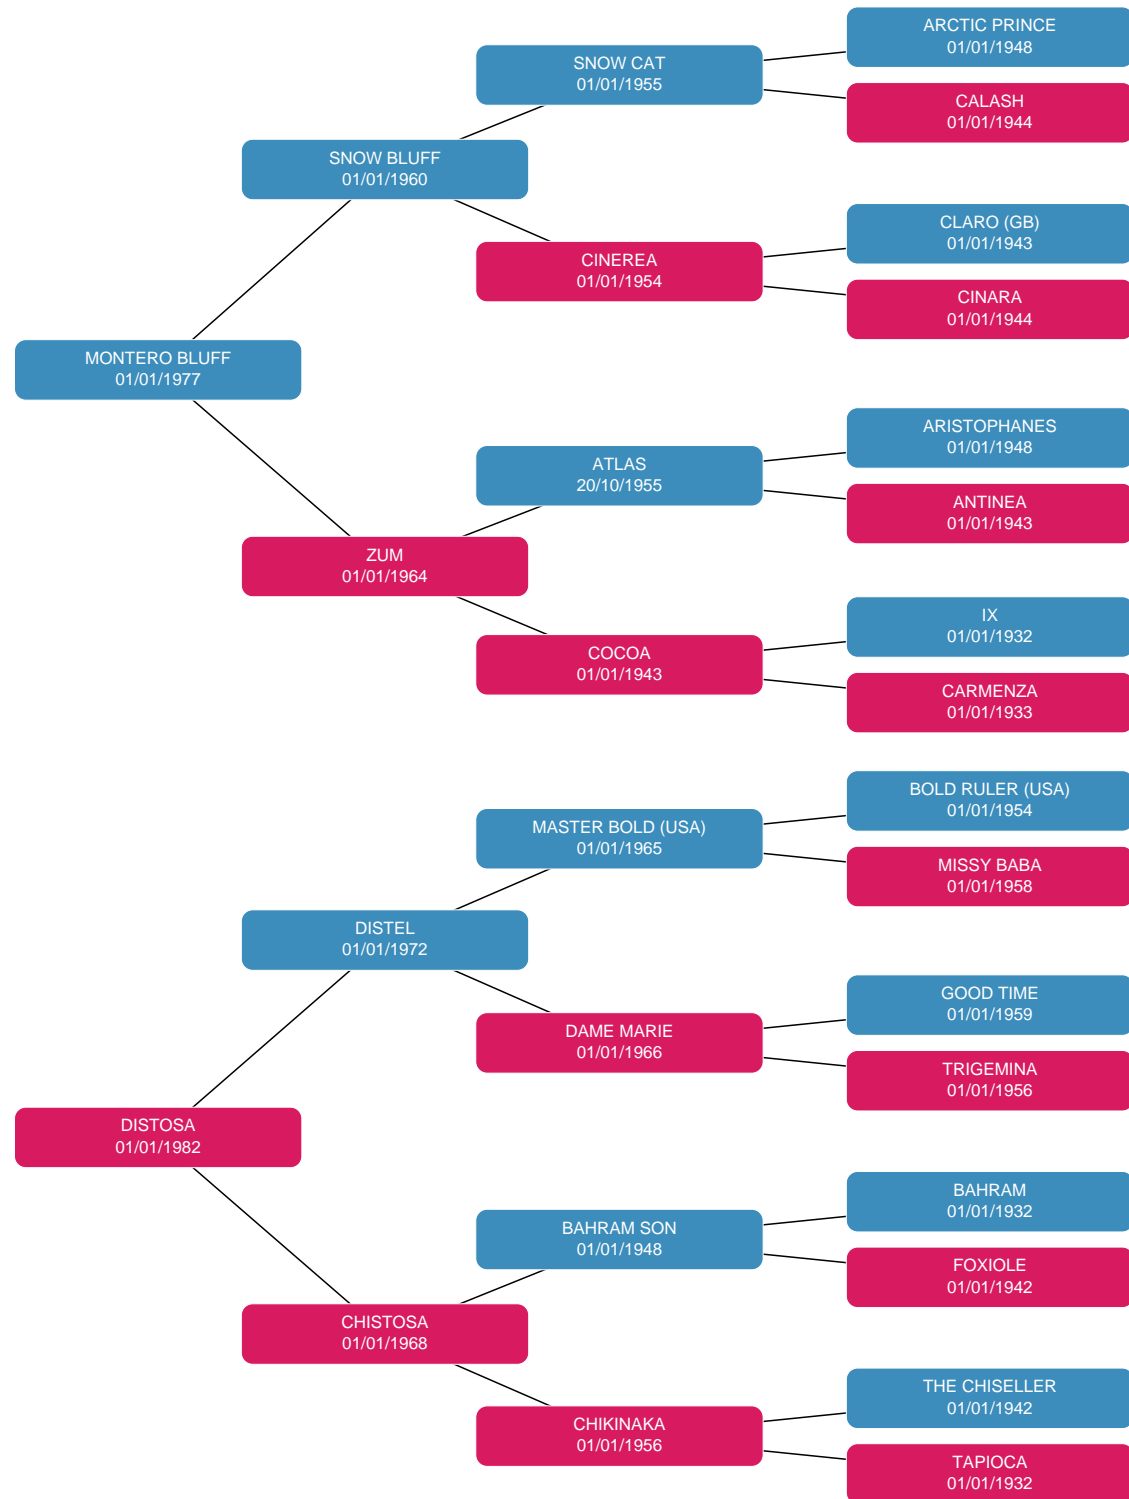 ARCTIC PRINCE
01/01/1948
SNOW CAT
01/01/1955
CALASH
01/01/1944
SNOW BLUFF
01/01/1960
CLARO (GB)
01/01/1943
CINEREA
01/01/1954
CINARA
01/01/1944
MONTERO BLUFF
01/01/1977
ARISTOPHANES
01/01/1948
ATLAS
20/10/1955
ANTINEA
01/01/1943
ZUM
01/01/1964
IX
01/01/1932
COCOA
01/01/1943
CARMENZA
01/01/1933
BOLD RULER (USA)
01/01/1954
MASTER BOLD (USA)
01/01/1965
MISSY BABA
01/01/1958
DISTEL
01/01/1972
GOOD TIME
01/01/1959
DAME MARIE
01/01/1966
TRIGEMINA
01/01/1956
DISTOSA
01/01/1982
BAHRAM
01/01/1932
BAHRAM SON
01/01/1948
FOXIOLE
01/01/1942
CHISTOSA
01/01/1968
THE CHISELLER
01/01/1942
CHIKINAKA
01/01/1956
TAPIOCA
01/01/1932